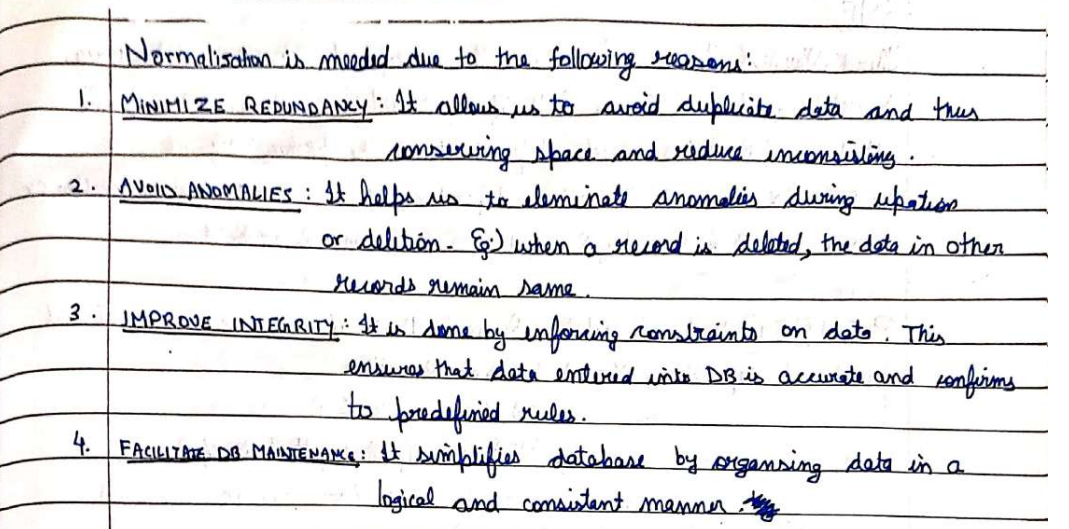 Normalisation is needed due to the following reasons:
1. MINIMIZE REDUNDANCY : It allows us to avoid duplicate data and thus
conserving space and reduce inconsisting.
2. AVOID ANOMALIES : It helps us to eleminate anomalies during upation
or delition. Eg:) when a record is deleted, the data in other
records remain same.
3. IMPROVE INTEGRITY : It is done by enforcing constraints on data. This
ensures that data entered into DB is accurate and confirms
to predefined rules.
4. FACILITATE DB MAINTENANCE : It simplifies database by organsing data in a
logical and consistant manner.